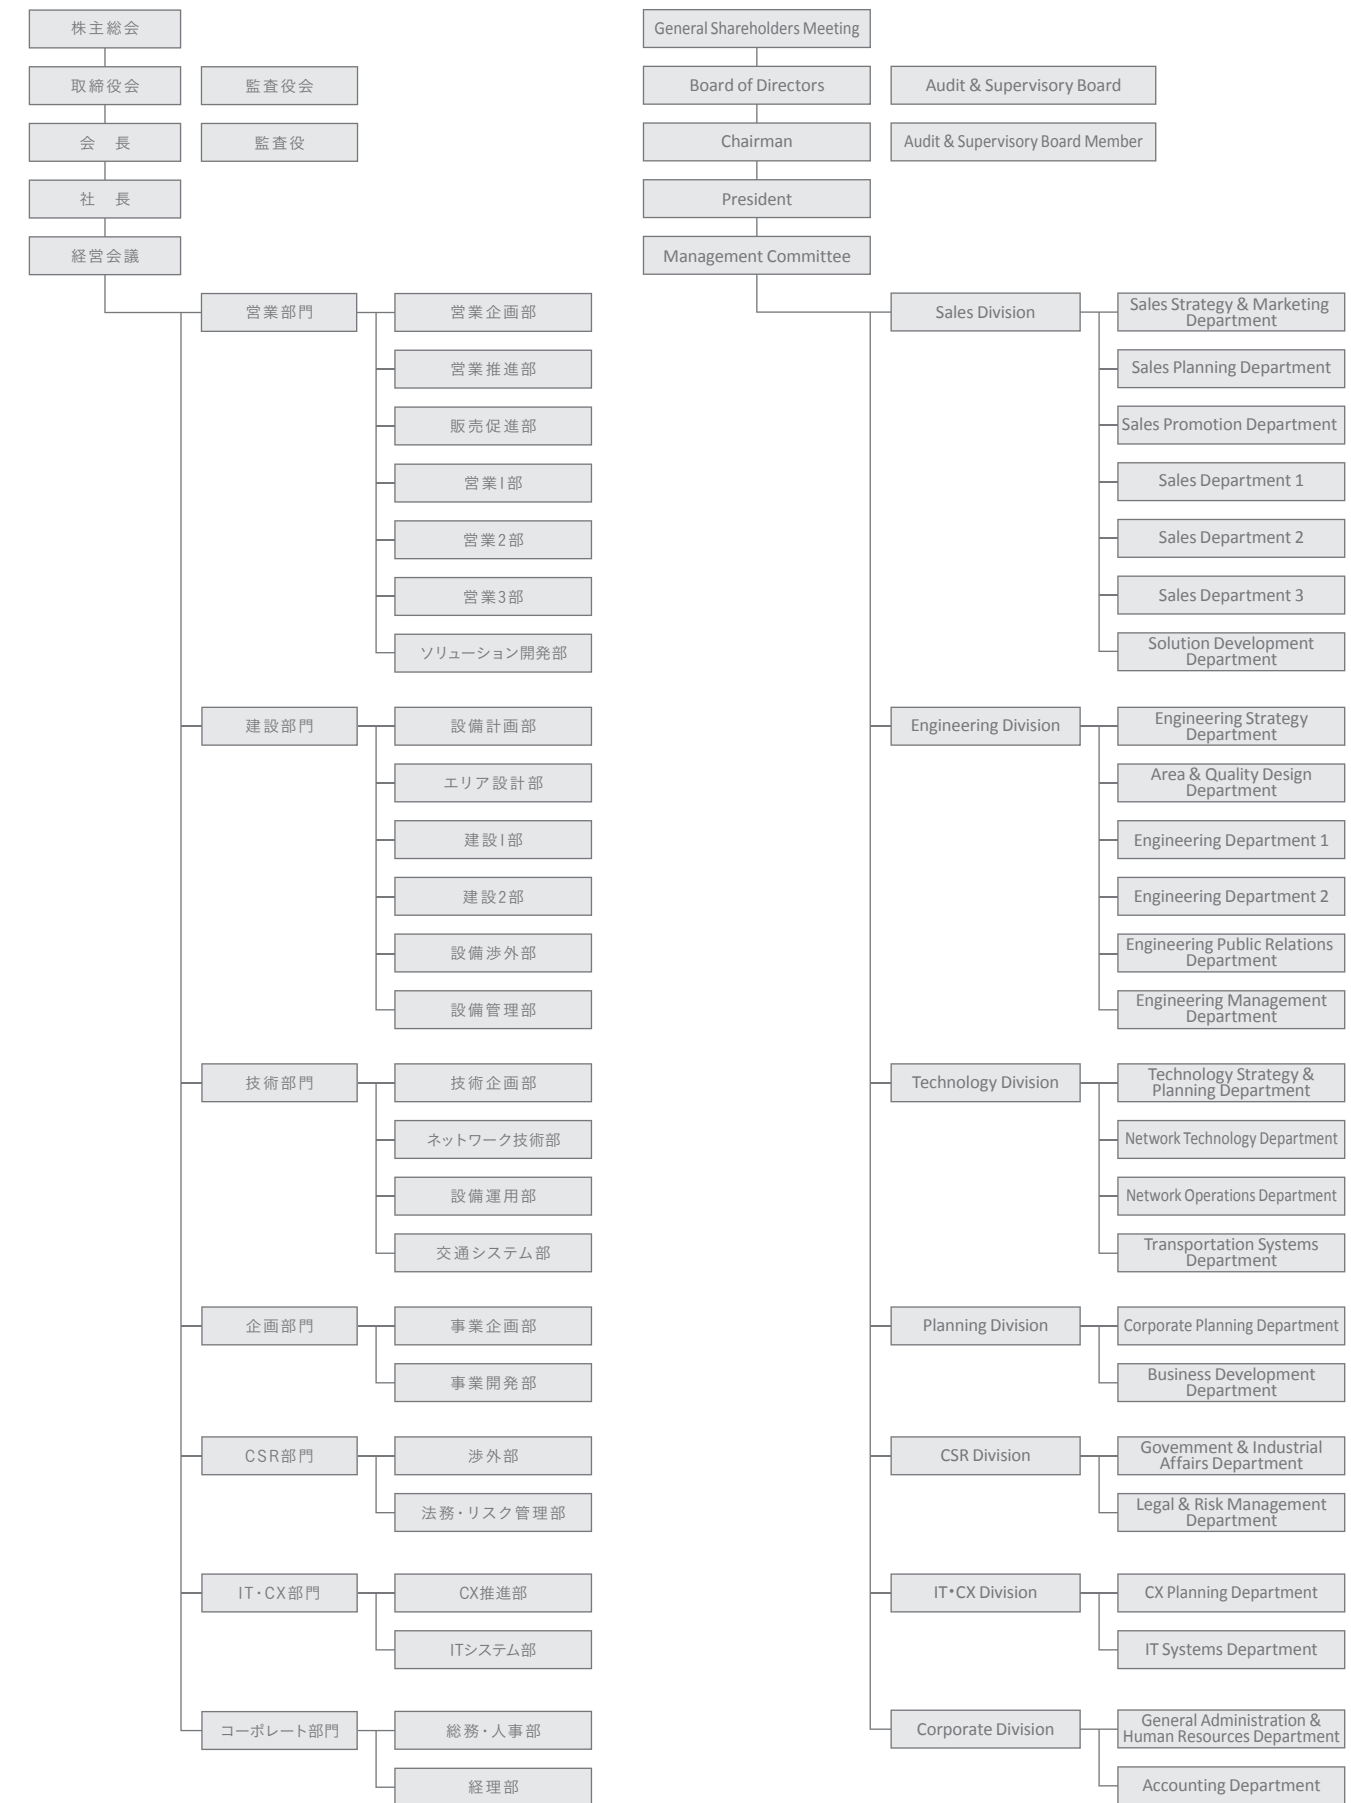 株主総会
取締役会
監査役会
会　長
監査役
社　長
経営会議
営業部門
営業企画部
営業推進部
販売促進部
営業1部
営業2部
営業3部
ソリューション開発部
建設部門
設備計画部
エリア設計部
建設1部
建設2部
設備渉外部
設備管理部
技術部門
技術企画部
ネットワーク技術部
設備運用部
交通システム部
企画部門
事業企画部
事業開発部
CSR部門
渉外部
法務・リスク管理部
IT・CX部門
CX推進部
ITシステム部
コーポレート部門
総務・人事部
経理部
General Shareholders Meeting
Board of Directors
Audit & Supervisory Board
Chairman
Audit & Supervisory Board Member
President
Management Committee
Sales Division
Sales Strategy & Marketing
Department
Sales Planning Department
Sales Promotion Department
Sales Department 1
Sales Department 2
Sales Department 3
Solution Development
Department
Engineering Division
Engineering Strategy
Department
Area & Quality Design
Department
Engineering Department 1
Engineering Department 2
Engineering Public Relations
Department
Engineering Management
Department
Technology Division
Technology Strategy &
Planning Department
Network Technology Department
Network Operations Department
Transportation Systems
Department
Planning Division
Corporate Planning Department
Business Development
Department
CSR Division
Government & Industrial
Affairs Department
Legal & Risk Management
Department
IT・CX Division
CX Planning Department
IT Systems Department
Corporate Division
General Administration &
Human Resources Department
Accounting Department